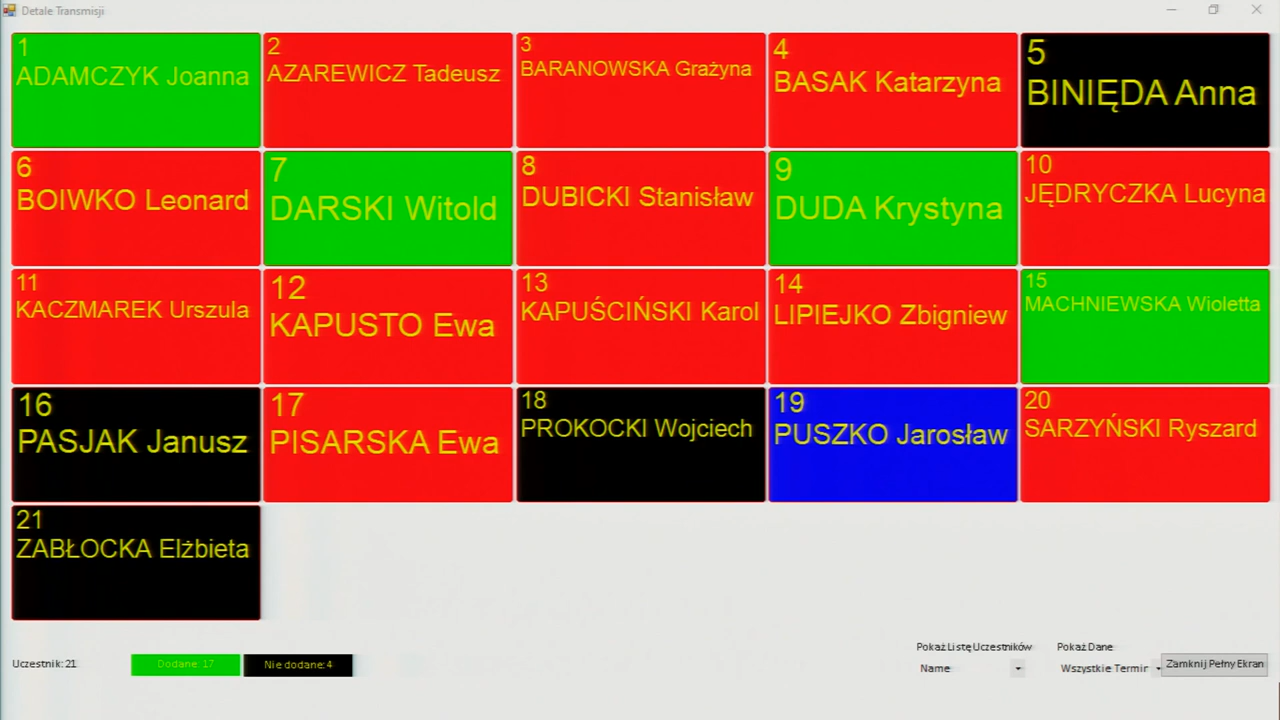 Detale Transmisji
1
ADAMCZYK Joanna
2
AZAREWICZ Tadeusz
3
BARANOWSKA Grażyna
4
BASAK Katarzyna
5
BINIĘDA Anna
6
BOIWKO Leonard
7
DARSKI Witold
8
DUBICKI Stanisław
9
DUDA Krystyna
10
JĘDRYCZKA Lucyna
11
KACZMAREK Urszula
12
KAPUSTO Ewa
13
KAPUŚCIŃSKI Karol
14
LIPIEJKO Zbigniew
15
MACHNIEWSKA Wioletta
16
PASJAK Janusz
17
PISARSKA Ewa
18
PROKOCKI Wojciech
19
PUSZKO Jarosław
20
SARZYŃSKI Ryszard
21
ZABŁOCKA Elżbieta
Uczestnik: 21
Dodane: 17
Nie dodane: 4
Pokaż Listę Uczestników
Name
Pokaż Dane
Wszystkie Termir
Zamknij Pełny Ekran